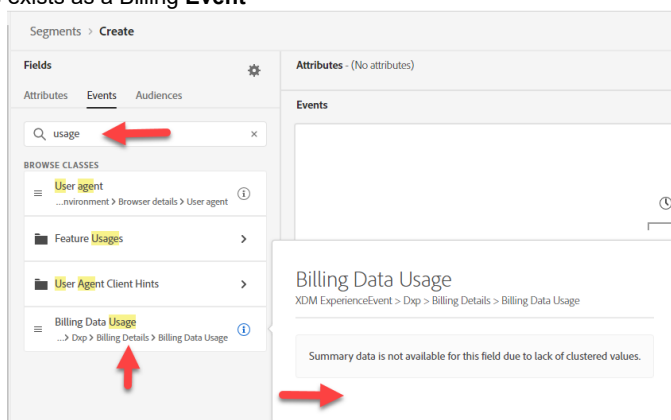 exists as a Billing Event
Segments > Create
Fields
Attributes Events Audiences
usage ×
BROWSE CLASSES
User agent
...nvironment > Browser details > User agent
Feature Usages
User Agent Client Hints
Billing Data Usage
...> Dxp > Billing Details > Billing Data Usage
Attributes - (No attributes)
Events
Billing Data Usage
XDM ExperienceEvent > Dxp > Billing Details > Billing Data Usage
Summary data is not available for this field due to lack of clustered values.